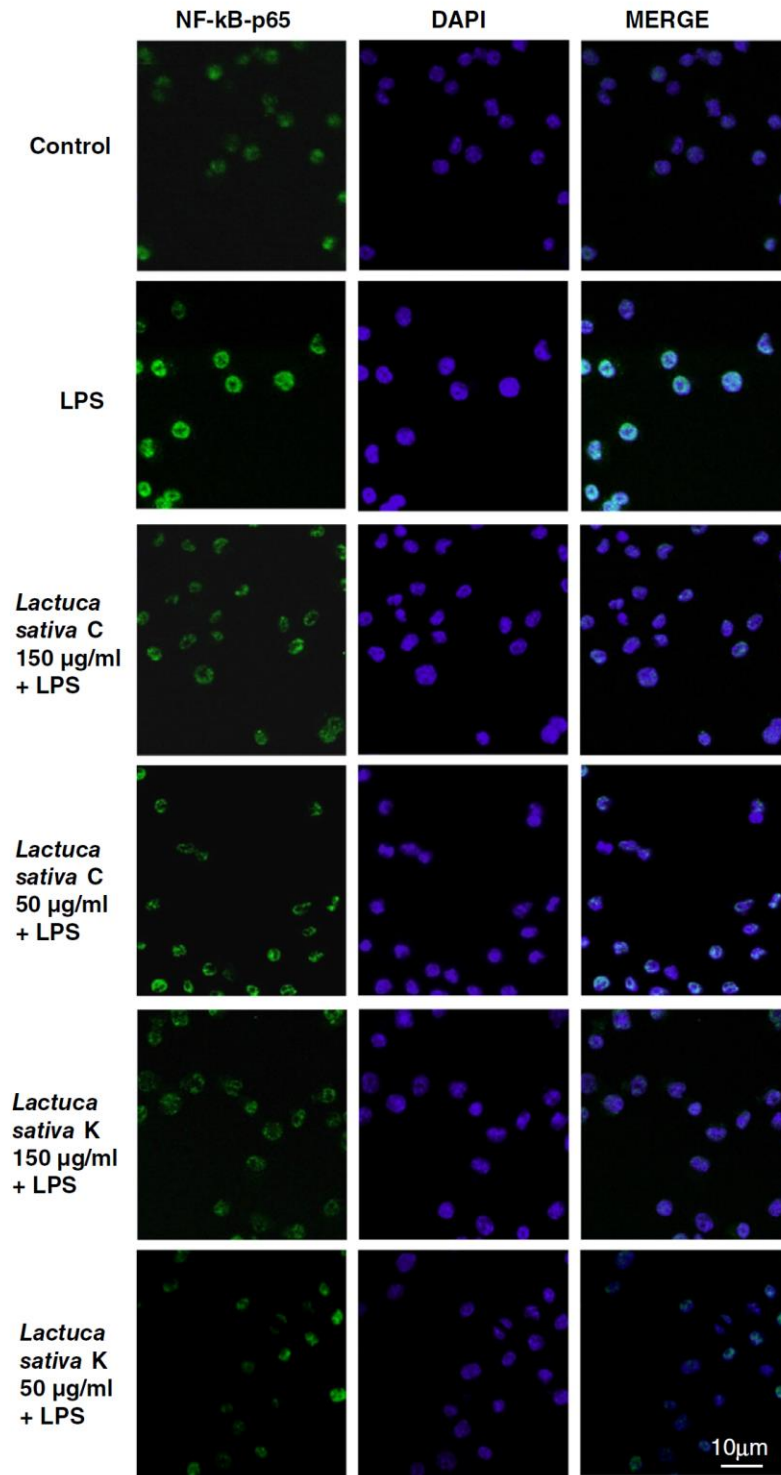 NF-kB-p65 DAPI MERGE
Control
LPS
Lactuca
sativa C
150 µg/ml
+ LPS
Lactuca
sativa C
50 µg/ml
+ LPS
Lactuca
sativa K
150 µg/ml
+ LPS
Lactuca
sativa K
50 µg/ml
+ LPS
10µm